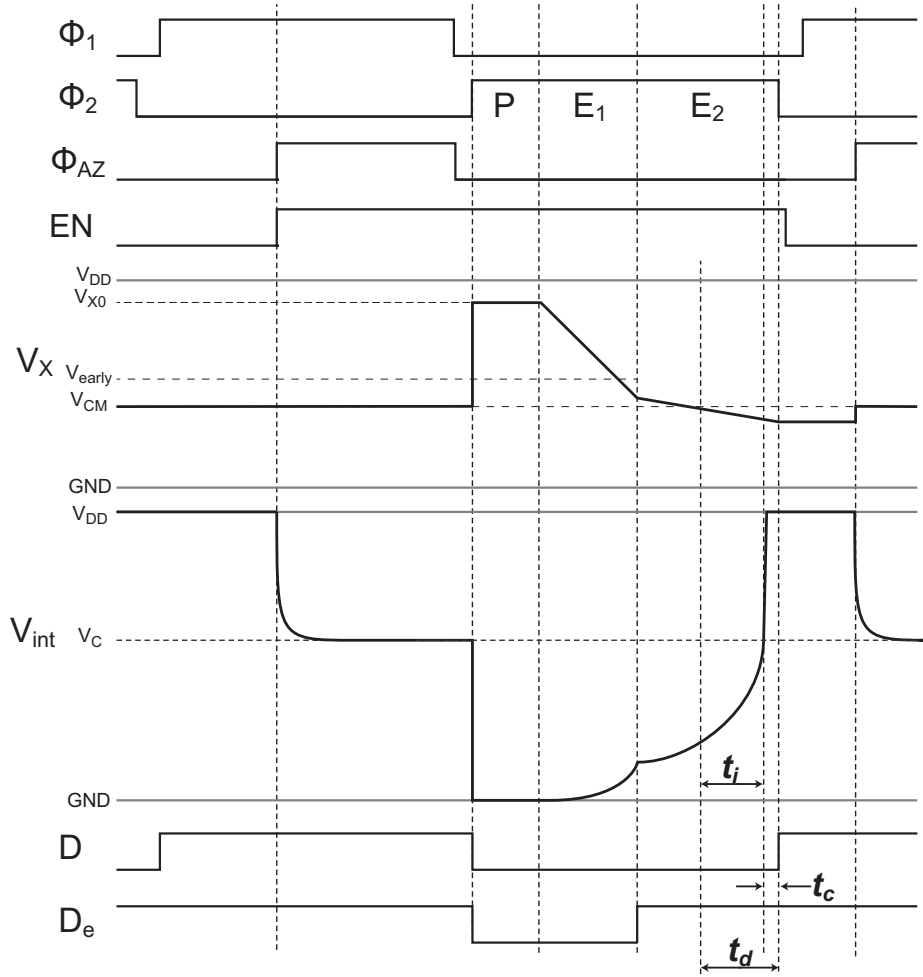 Φ1
Φ2
P E1 E2
ΦAZ
EN
VDD
VX0
VX
Vearly
VCM
GND
VDD
Vint
VC
ti
GND
D
tc
De
td